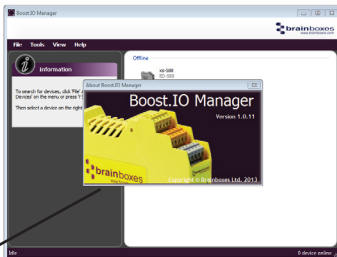 Boost.IO Manager
brainboxes
www.brainboxes.com
File Tools View Help
Information
To search for devices, click 'File'
Devices' on the menu or press
Then select a device on the right
Offline
ED-588
About Boost.IO Manager
Boost.IO Manager
Version 1.0.11
brainboxes
Copyright © Brainboxes Ltd. 2013
Idle
0 device online